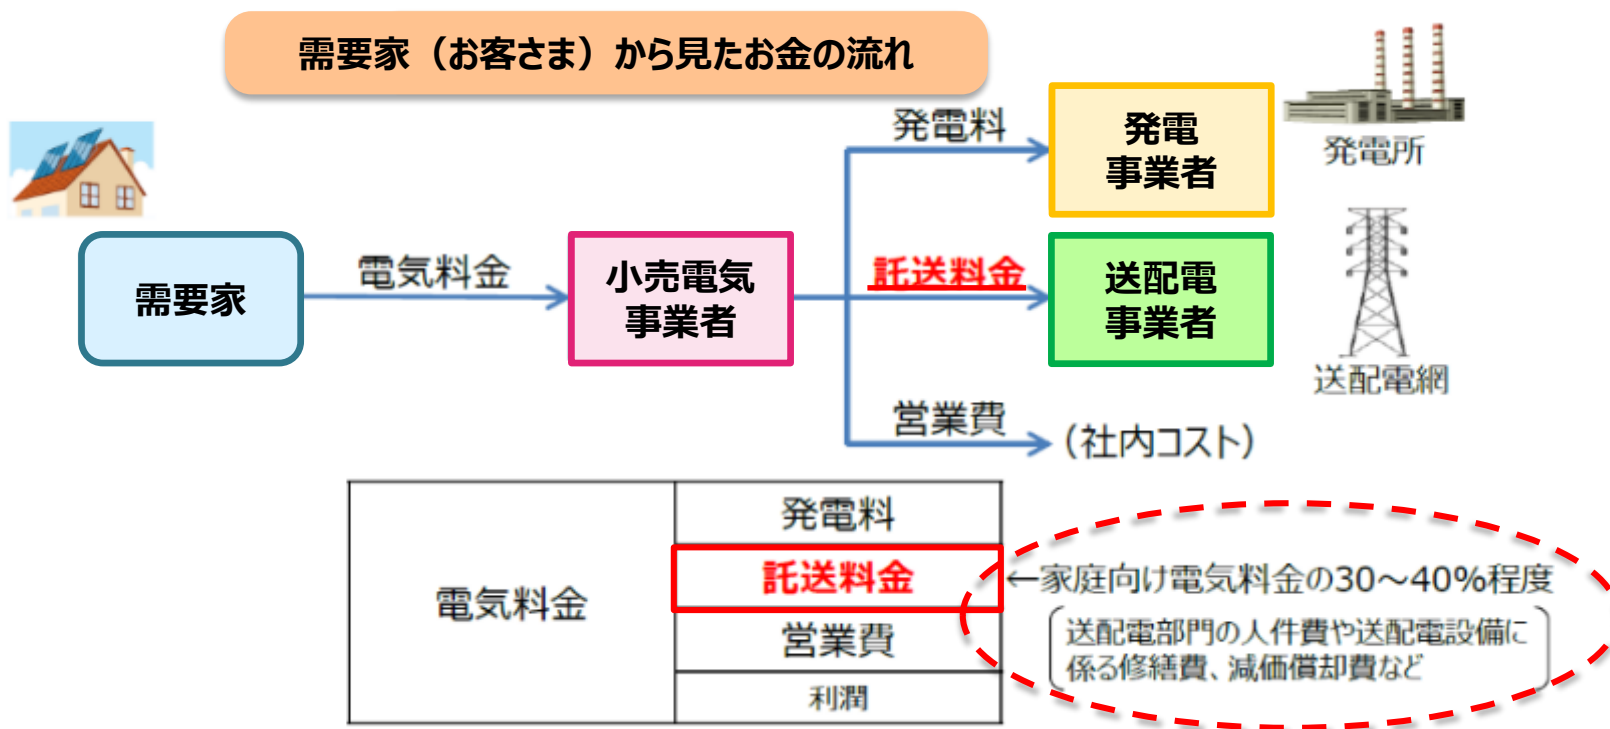 需要家（お客さま）から見たお金の流れ
発電料
発電
事業者
発電所
需要家
電気料金
小売電気
事業者
託送料金
送配電
事業者
送配電網
営業費
（社内コスト）
電気料金
発電料
託送料金
営業費
利潤
←家庭向け電気料金の30～40%程度
送配電部門の人件費や送配電設備に
係る修繕費、減価償却費など